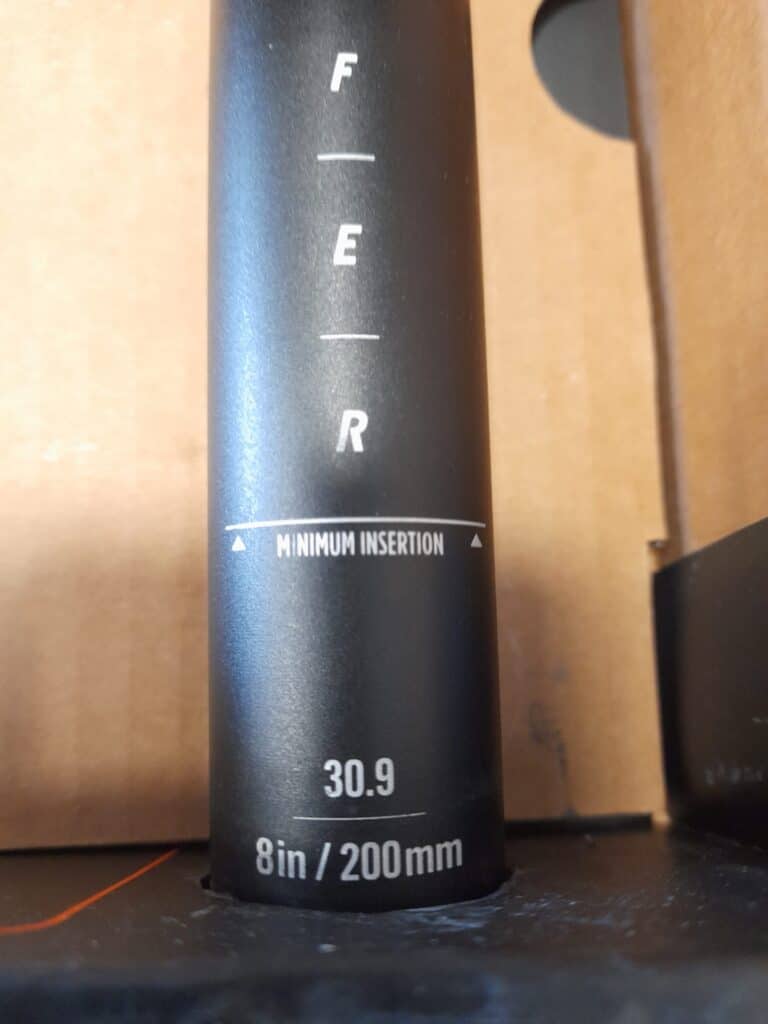 F
E
R
MINIMUM INSERTION
30.9
8in / 200mm